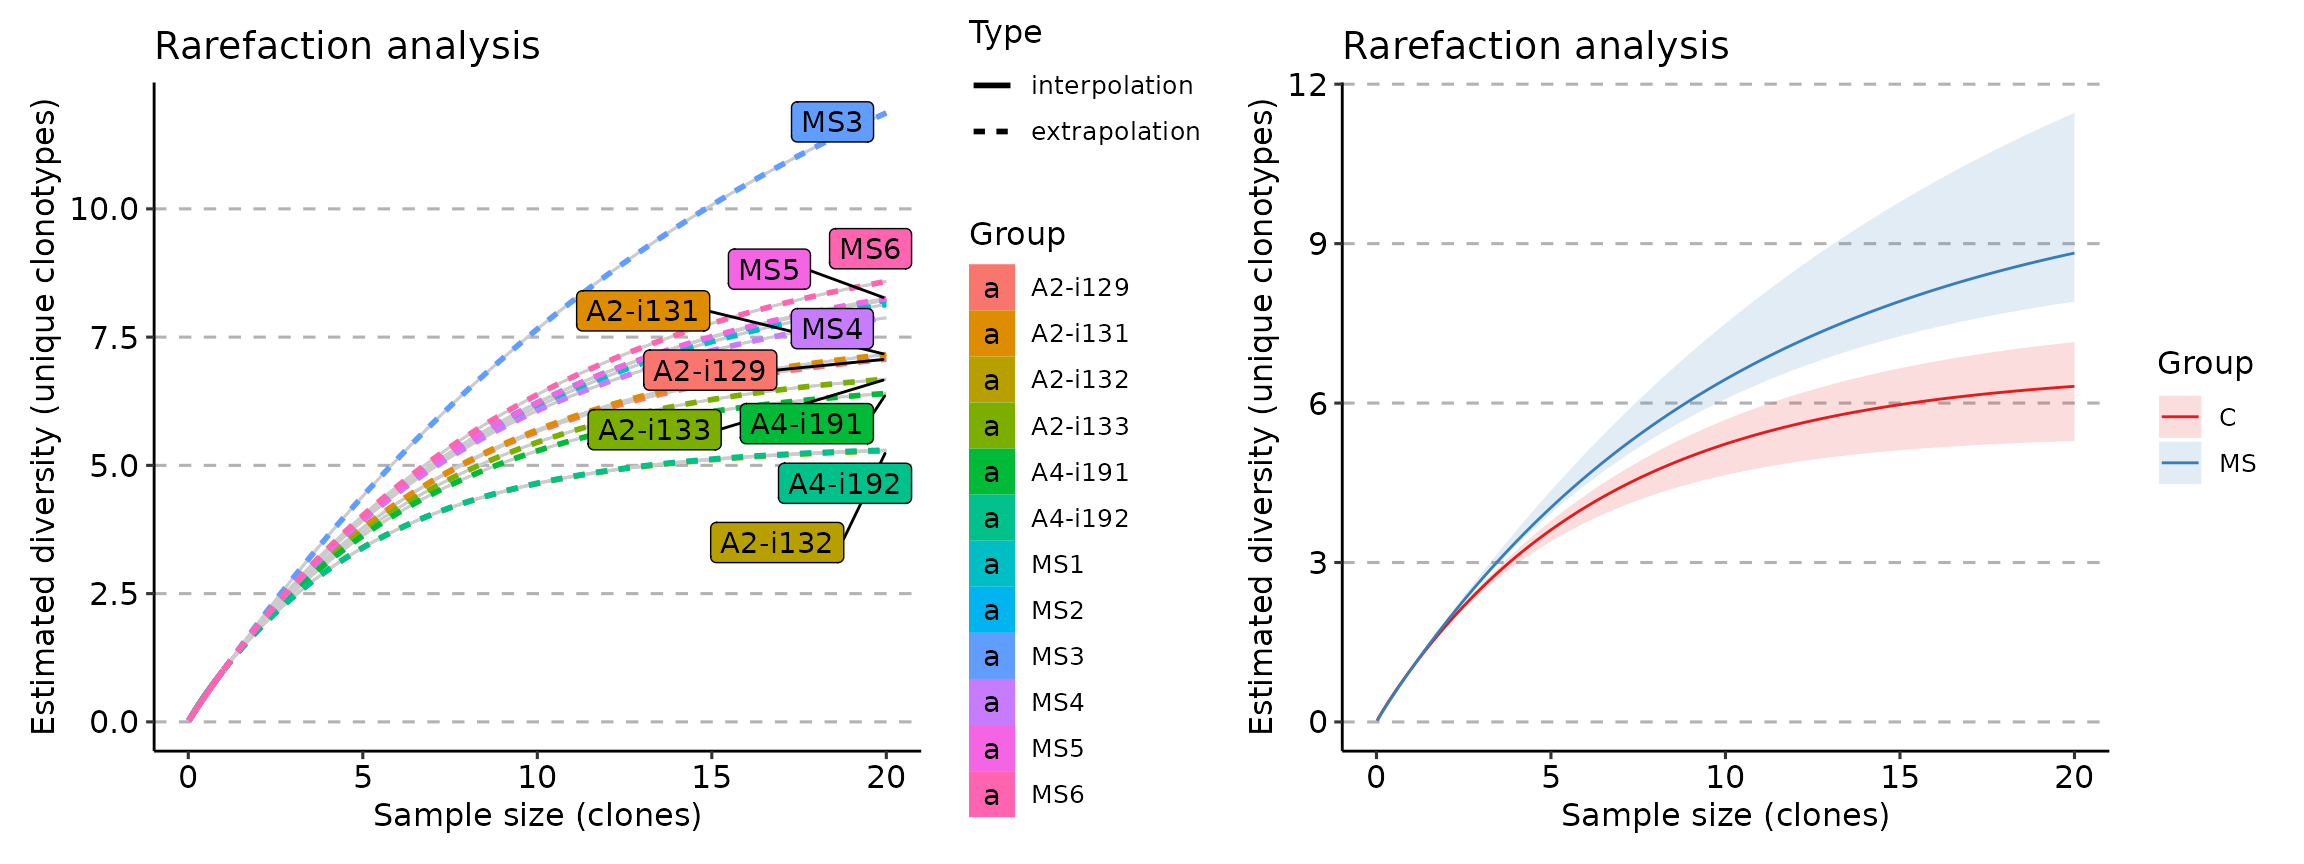 Rarefaction analysis
Estimated diversity (unique clonotypes)
10.0
7.5
5.0
2.5
0.0
0 5 10 15 20
Sample size (clones)
MS3
MS6
MS5
A2-i131
MS4
A2-i129
A4-i191
A2-i133
A4-i192
A2-i132
Type
interpolation
extrapolation
Group
a A2-i129
a A2-i131
a A2-i132
a A2-i133
a A4-i191
a A4-i192
a MS1
a MS2
a MS3
a MS4
a MS5
a MS6
Rarefaction analysis
Estimated diversity (unique clonotypes)
12
9
6
3
0
0 5 10 15 20
Sample size (clones)
Group
C
MS